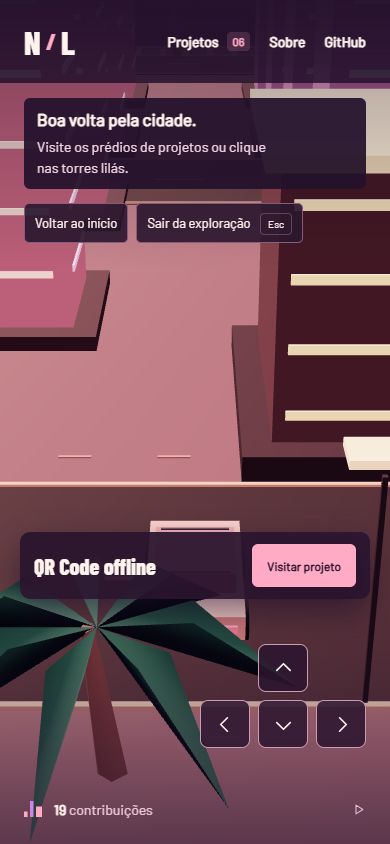 N / L
Projetos 06 Sobre GitHub
Boa volta pela cidade.
Visite os prédios de projetos ou clique
nas torres lilás.
Voltar ao início
Sair da exploração Esc
QR Code offline
Visitar projeto
19 contribuições